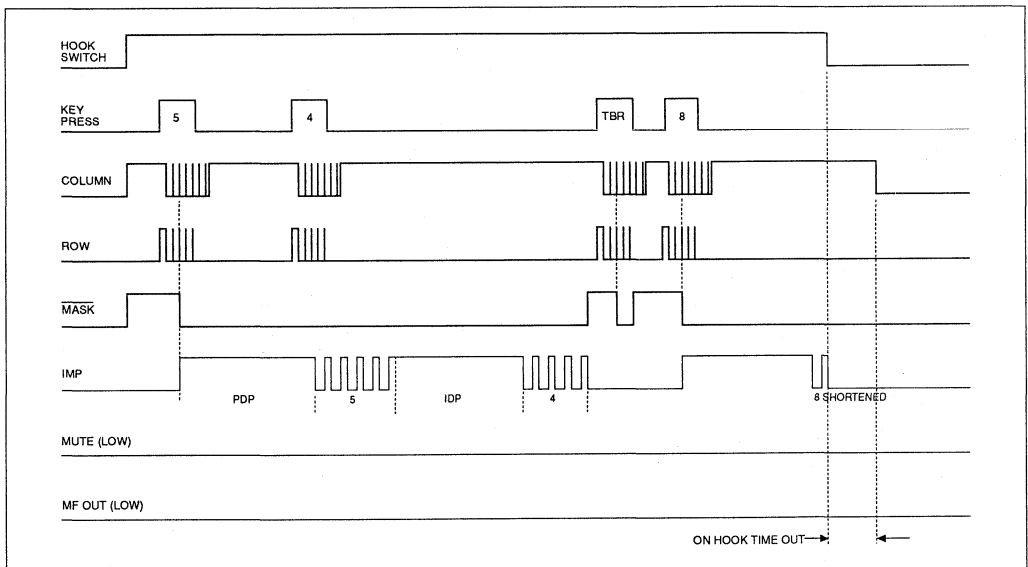 HOOK
SWITCH
KEY
PRESS
5
4
TBR
8
COLUMN
ROW
MASK
IMP
PDP
5
IDP
4
8 SHORTENED
MUTE (LOW)
MF OUT (LOW)
ON HOOK TIME OUT